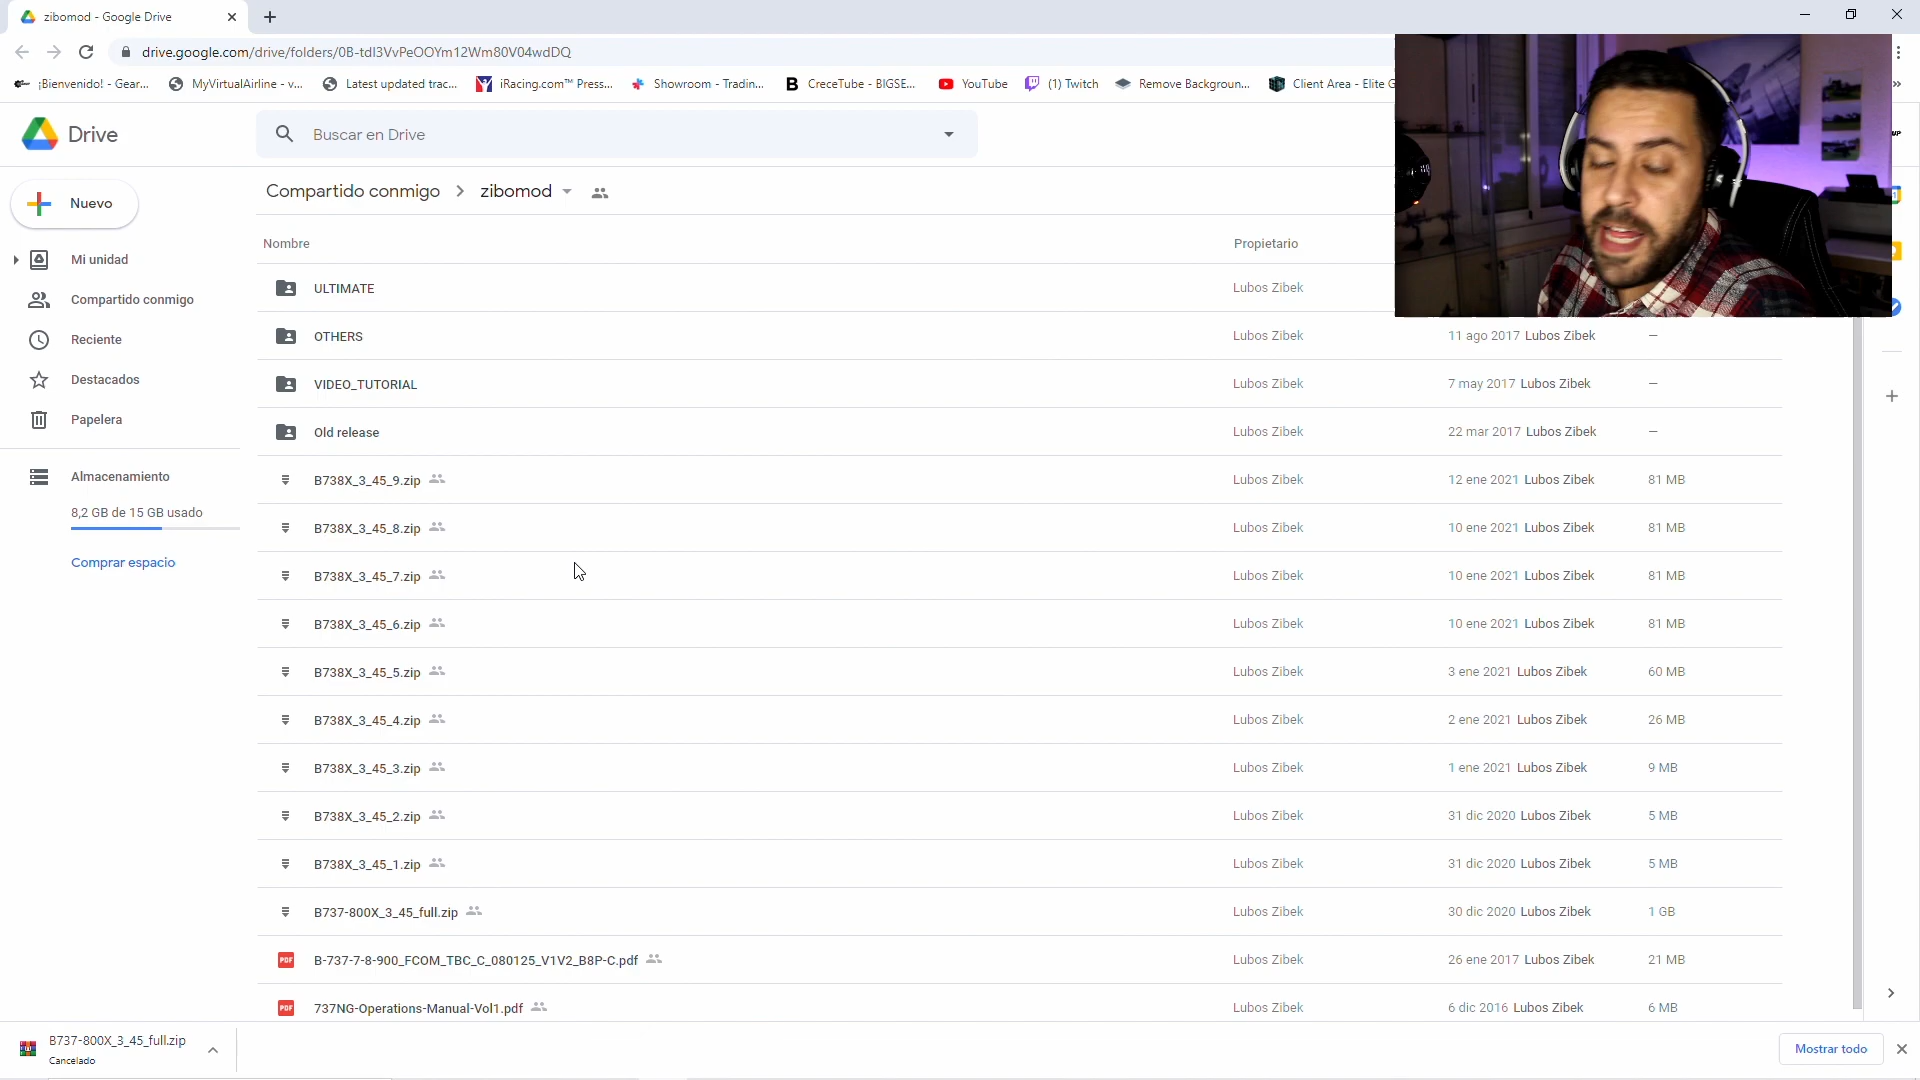 zibomod - Google Drive
drive.google.com/drive/folders/0B-tdI3VvPeOOYm12Wm80V04wdDQ
¡Bienvenido! - Gear...
MyVirtualAirline - v...
Latest updated trac...
iRacing.com™ Press...
Showroom - Tradin...
CreceTube - BIGSE...
YouTube
(1) Twitch
Remove Backgroun...
Client Area - Elite G
Drive
Buscar en Drive
Nuevo
Mi unidad
Compartido conmigo
Reciente
Destacados
Papelera
Almacenamiento
8,2 GB de 15 GB usado
Comprar espacio
Compartido conmigo > zibomod
Nombre Propietario
ULTIMATE Lubos Zibek
OTHERS Lubos Zibek 11 ago 2017 Lubos Zibek —
VIDEO_TUTORIAL Lubos Zibek 7 may 2017 Lubos Zibek —
Old release Lubos Zibek 22 mar 2017 Lubos Zibek —
B738X_3_45_9.zip Lubos Zibek 12 ene 2021 Lubos Zibek 81 MB
B738X_3_45_8.zip Lubos Zibek 10 ene 2021 Lubos Zibek 81 MB
B738X_3_45_7.zip Lubos Zibek 10 ene 2021 Lubos Zibek 81 MB
B738X_3_45_6.zip Lubos Zibek 10 ene 2021 Lubos Zibek 81 MB
B738X_3_45_5.zip Lubos Zibek 3 ene 2021 Lubos Zibek 60 MB
B738X_3_45_4.zip Lubos Zibek 2 ene 2021 Lubos Zibek 26 MB
B738X_3_45_3.zip Lubos Zibek 1 ene 2021 Lubos Zibek 9 MB
B738X_3_45_2.zip Lubos Zibek 31 dic 2020 Lubos Zibek 5 MB
B738X_3_45_1.zip Lubos Zibek 31 dic 2020 Lubos Zibek 5 MB
B737-800X_3_45_full.zip Lubos Zibek 30 dic 2020 Lubos Zibek 1 GB
PDF B-737-7-8-900_FCOM_TBC_C_080125_V1V2_B8P-C.pdf Lubos Zibek 26 ene 2017 Lubos Zibek 21 MB
PDF 737NG-Operations-Manual-Vol1.pdf Lubos Zibek 6 dic 2016 Lubos Zibek 6 MB
B737-800X_3_45_full.zip
Cancelado
Mostrar todo